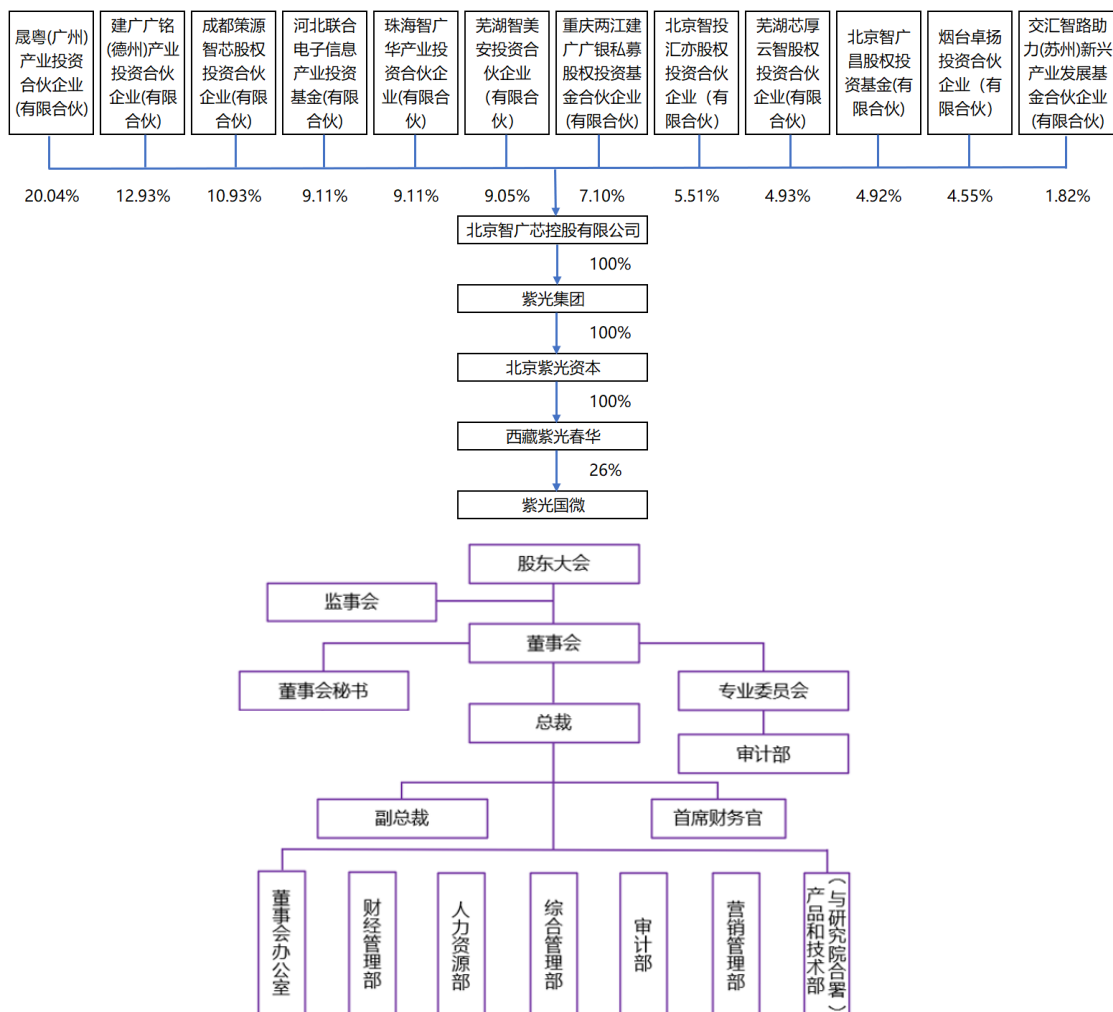 晟粤(广州)
产业投资
合伙企业
(有限合伙)
建广广铭
(德州)产业
投资合伙
企业(有限
合伙)
成都策源
智芯股权
投资合伙
企业(有限
合伙)
河北联合
电子信息
产业投资
基金(有限
合伙)
珠海智广
华产业投
资合伙企
业(有限合
伙)
芜湖智美
安投资合
伙企业
（有限合
伙）
重庆两江建
广广银私募
股权投资基
金合伙企业
(有限合伙)
北京智投
汇亦股权
投资合伙
企业（有
限合伙）
芜湖芯厚
云智股权
投资合伙
企业(有限
合伙)
北京智广
昌股权投
资基金(有
限合伙)
烟台卓扬
投资合伙
企业（有
限合伙）
交汇智路助
力(苏州)新兴
产业发展基
金合伙企业
(有限合伙)
20.04%
12.93%
10.93%
9.11%
9.11%
9.05%
7.10%
5.51%
4.93%
4.92%
4.55%
1.82%
北京智广芯控股有限公司
100%
紫光集团
100%
北京紫光资本
100%
西藏紫光春华
26%
紫光国微
股东大会
监事会
董事会
董事会秘书
专业委员会
总裁
审计部
副总裁
首席财务官
董事会办公室
财经管理部
人力资源部
综合管理部
审计部
营销管理部
产品和技术部
（与研究院合署）